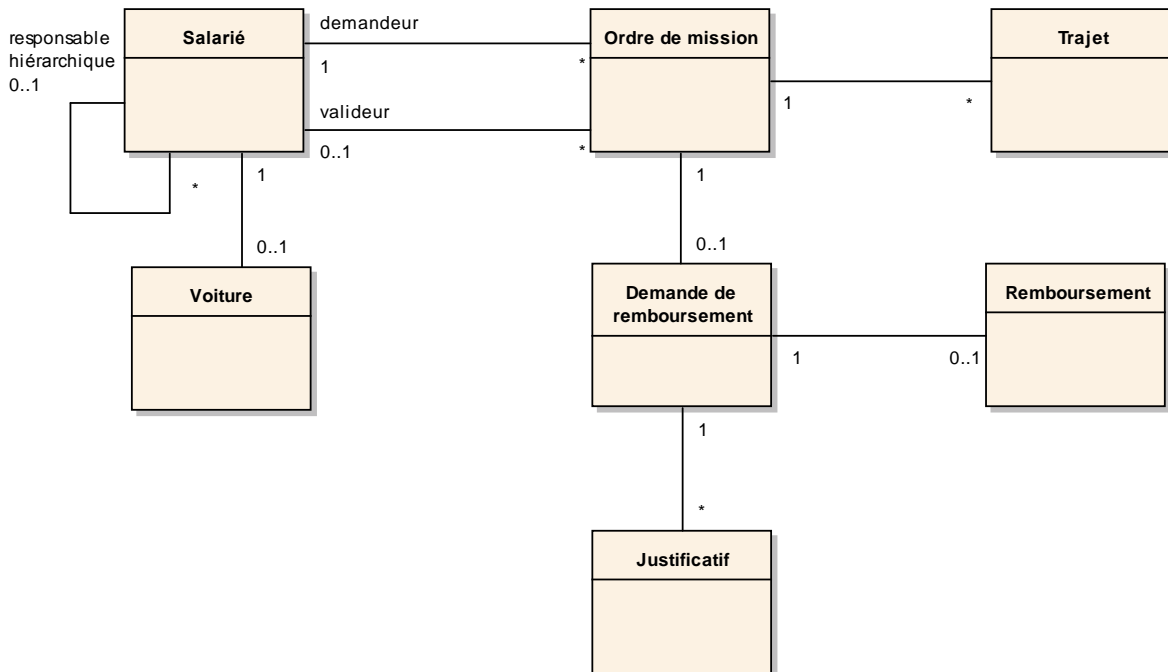 responsable
hiérarchique
0..1
Salarié
demandeur
1
*
Ordre de mission
Trajet
1
*
valideur
0..1
*
*
1
0..1
Voiture
1
0..1
Demande de
remboursement
Remboursement
1
0..1
1
*
Justificatif